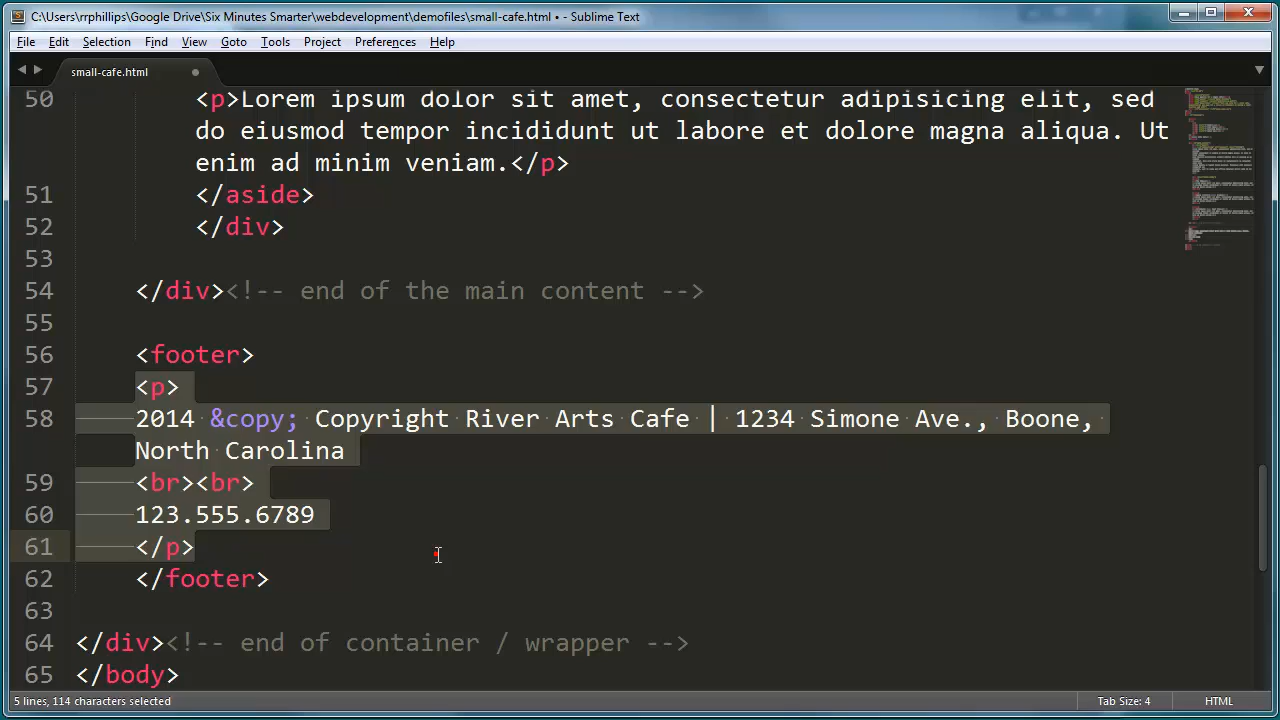 C:\Users\rrphillips\Google Drive\Six Minutes Smarter\webdevelopment\demofiles\small-cafe.html • - Sublime Text
File Edit Selection Find View Goto Tools Project Preferences Help
small-cafe.html
50 <p>Lorem ipsum dolor sit amet, consectetur adipisicing elit, sed
do eiusmod tempor incididunt ut labore et dolore magna aliqua. Ut
enim ad minim veniam.</p>
51 </aside>
52 </div>
53
54 </div><!-- end of the main content -->
55
56 <footer>
57 <p>
58 2014 &copy; Copyright River Arts Cafe | 1234 Simone Ave., Boone,
North Carolina
59 <br><br>
60 123.555.6789
61 </p>
62 </footer>
63
64 </div><!-- end of container / wrapper -->
65 </body>
5 lines, 114 characters selected Tab Size: 4 HTML